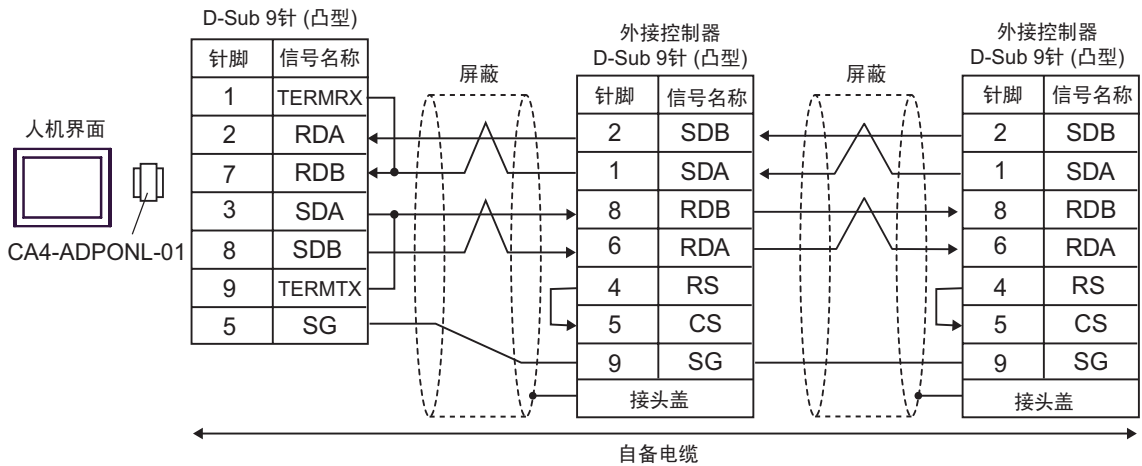 D-Sub 9针 (凸型)
针脚 信号名称
1 TERMRX
2 RDA
7 RDB
3 SDA
8 SDB
9 TERMTX
5 SG
人机界面
CA4-ADPONL-01
屏蔽
外接控制器
D-Sub 9针 (凸型)
针脚 信号名称
2 SDB
1 SDA
8 RDB
6 RDA
4 RS
5 CS
9 SG
接头盖
屏蔽
外接控制器
D-Sub 9针 (凸型)
针脚 信号名称
2 SDB
1 SDA
8 RDB
6 RDA
4 RS
5 CS
9 SG
接头盖
自备电缆